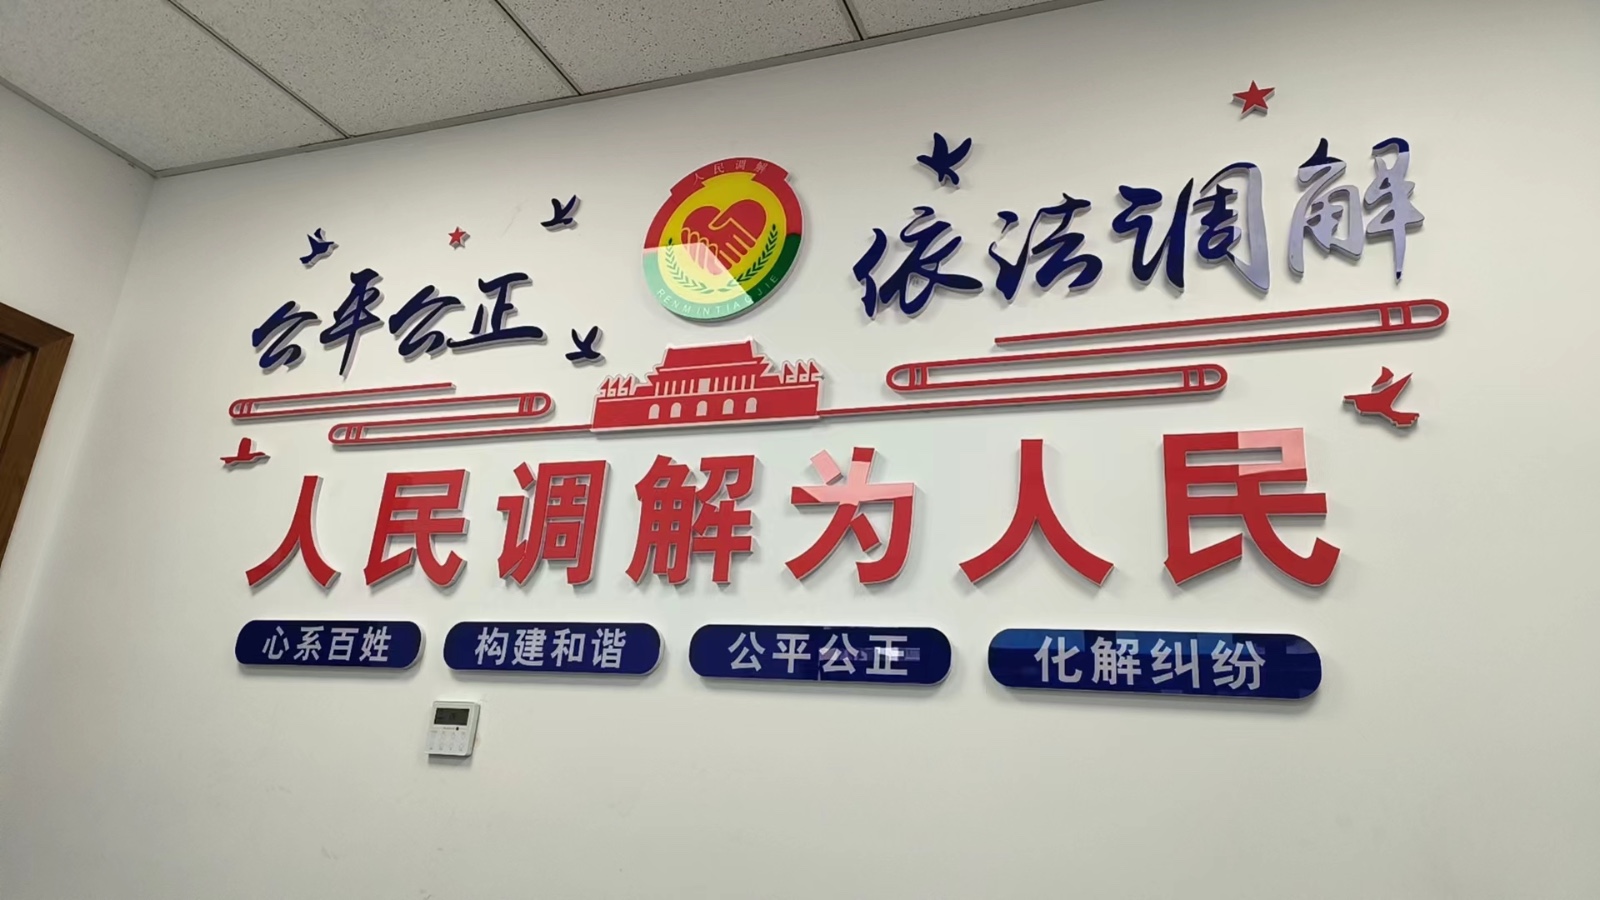 人民调解
RENMINTIAOJIE
公平公正
依法调解
人民调解为人民
心系百姓
构建和谐
公平公正
化解纠纷